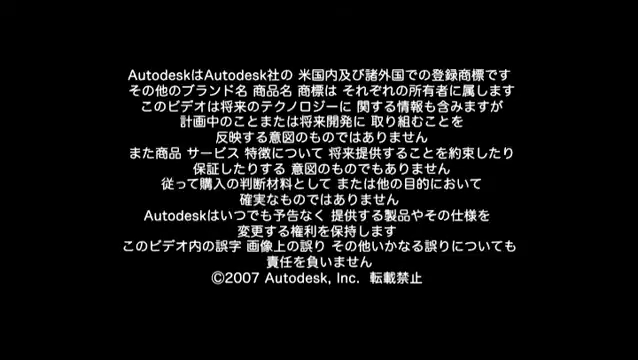 AutodeskはAutodesk社の 米国内及び諸外国での登録商標です
その他のブランド名 商品名 商標は それぞれの所有者に属します
このビデオは将来のテクノロジーに 関する情報も含みますが
計画中のことまたは将来開発に 取り組むことを
反映する意図のものではありません
また商品 サービス 特徴について 将来提供することを約束したり
保証したりする 意図のものでもありません
従って購入の判断材料として または他の目的において
確実なものではありません
Autodeskはいつでも予告なく 提供する製品やその仕様を
変更する権利を保持します
このビデオ内の誤字 画像上の誤り その他いかなる誤りについても
責任を負いません
©2007 Autodesk, Inc. 転載禁止